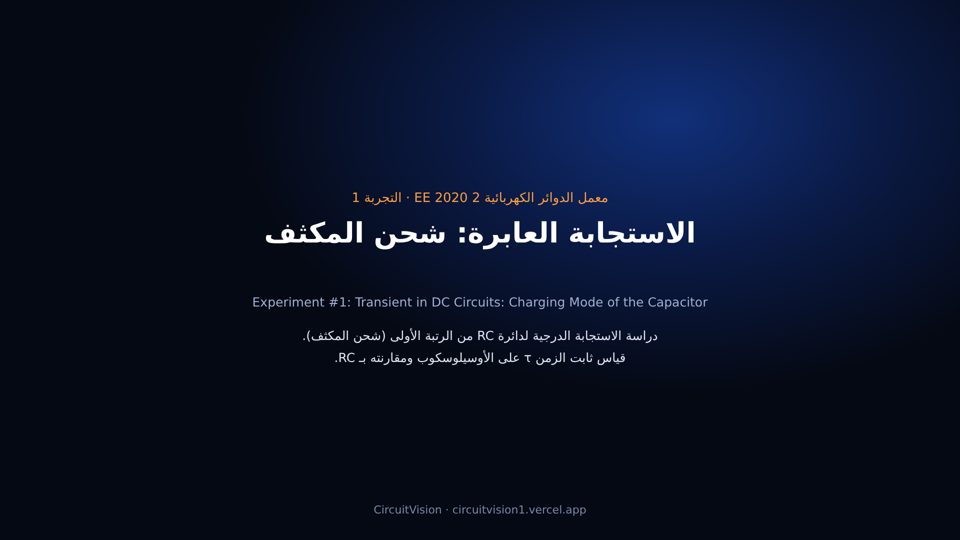 معمل الدوائر الكهربائية 2 EE 2020 · التجربة 1
الاستجابة العابرة: شحن المكثف
Experiment #1: Transient in DC Circuits: Charging Mode of the Capacitor
دراسة الاستجابة الدرجية لدائرة RC من الرتبة الأولى (شحن المكثف).
قياس ثابت الزمن τ على الأوسيلوسكوب ومقارنته بـ RC.
CircuitVision · circuitvision1.vercel.app